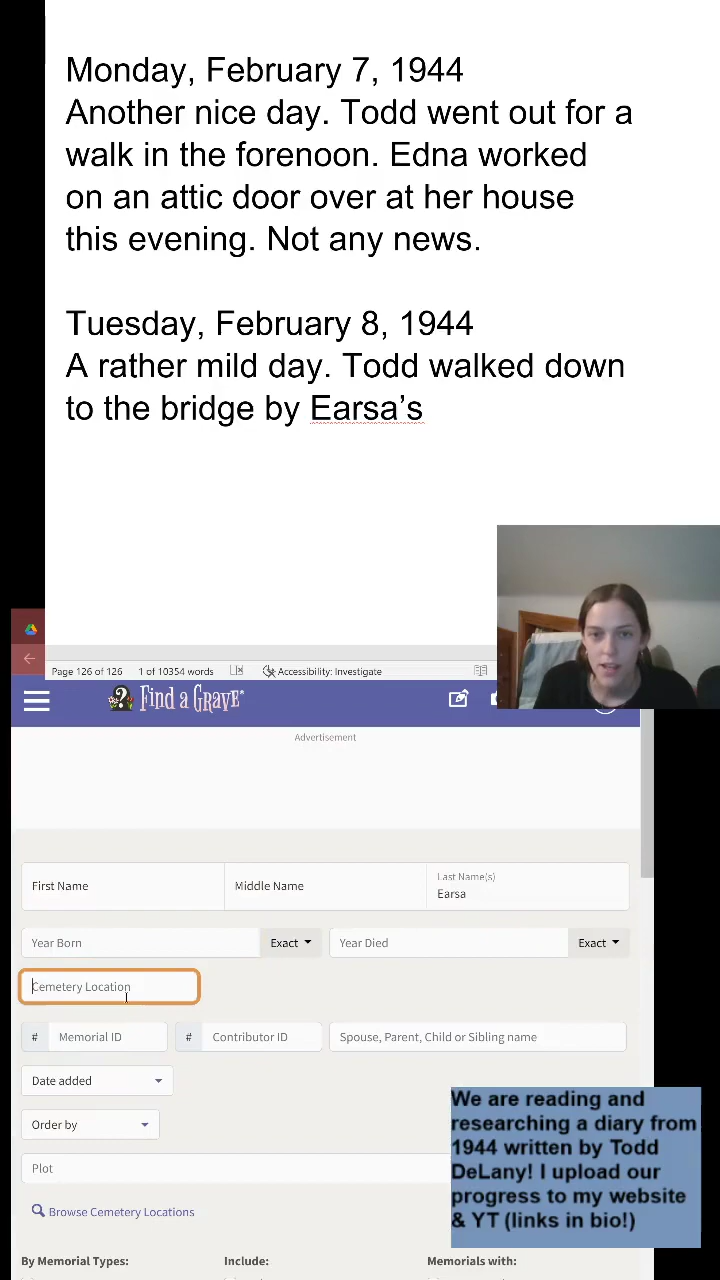 Monday, February 7, 1944
Another nice day. Todd went out for a
walk in the forenoon. Edna worked
on an attic door over at her house
this evening. Not any news.
Tuesday, February 8, 1944
A rather mild day. Todd walked down
to the bridge by Earsa's
Page 126 of 126 1 of 10354 words Accessibility: Investigate
Find a Grave®
Advertisement
First Name Middle Name Last Name(s)
Earsa
Year Born Exact Year Died Exact
Cemetery Location
# Memorial ID # Contributor ID Spouse, Parent, Child or Sibling name
Date added
Order by
Plot
Browse Cemetery Locations
By Memorial Types: Include: Memorials with:
We are reading and
researching a diary from
1944 written by Todd
DeLany! I upload our
progress to my website
& YT (links in bio!)